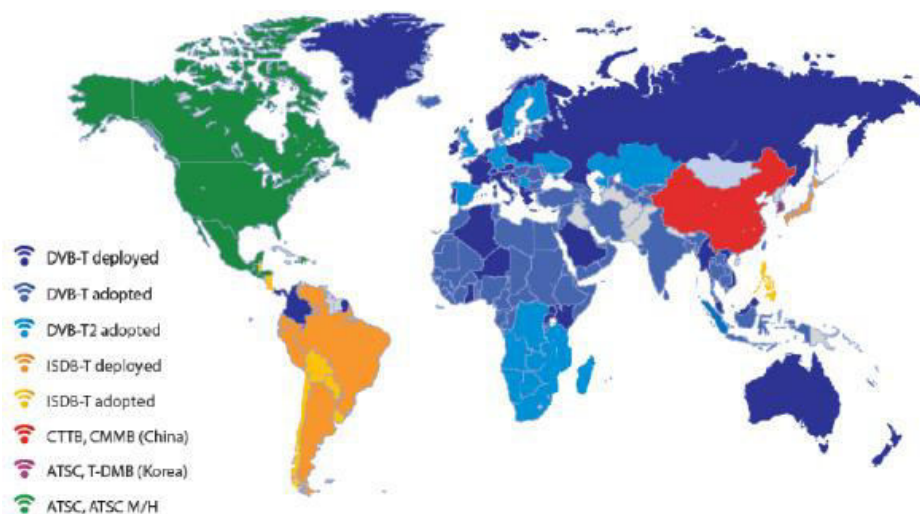 DVB-T deployed
DVB-T adopted
DVB-T2 adopted
ISDB-T deployed
ISDB-T adopted
CTTB, CMMB (China)
ATSC, T-DMB (Korea)
ATSC, ATSC M/H